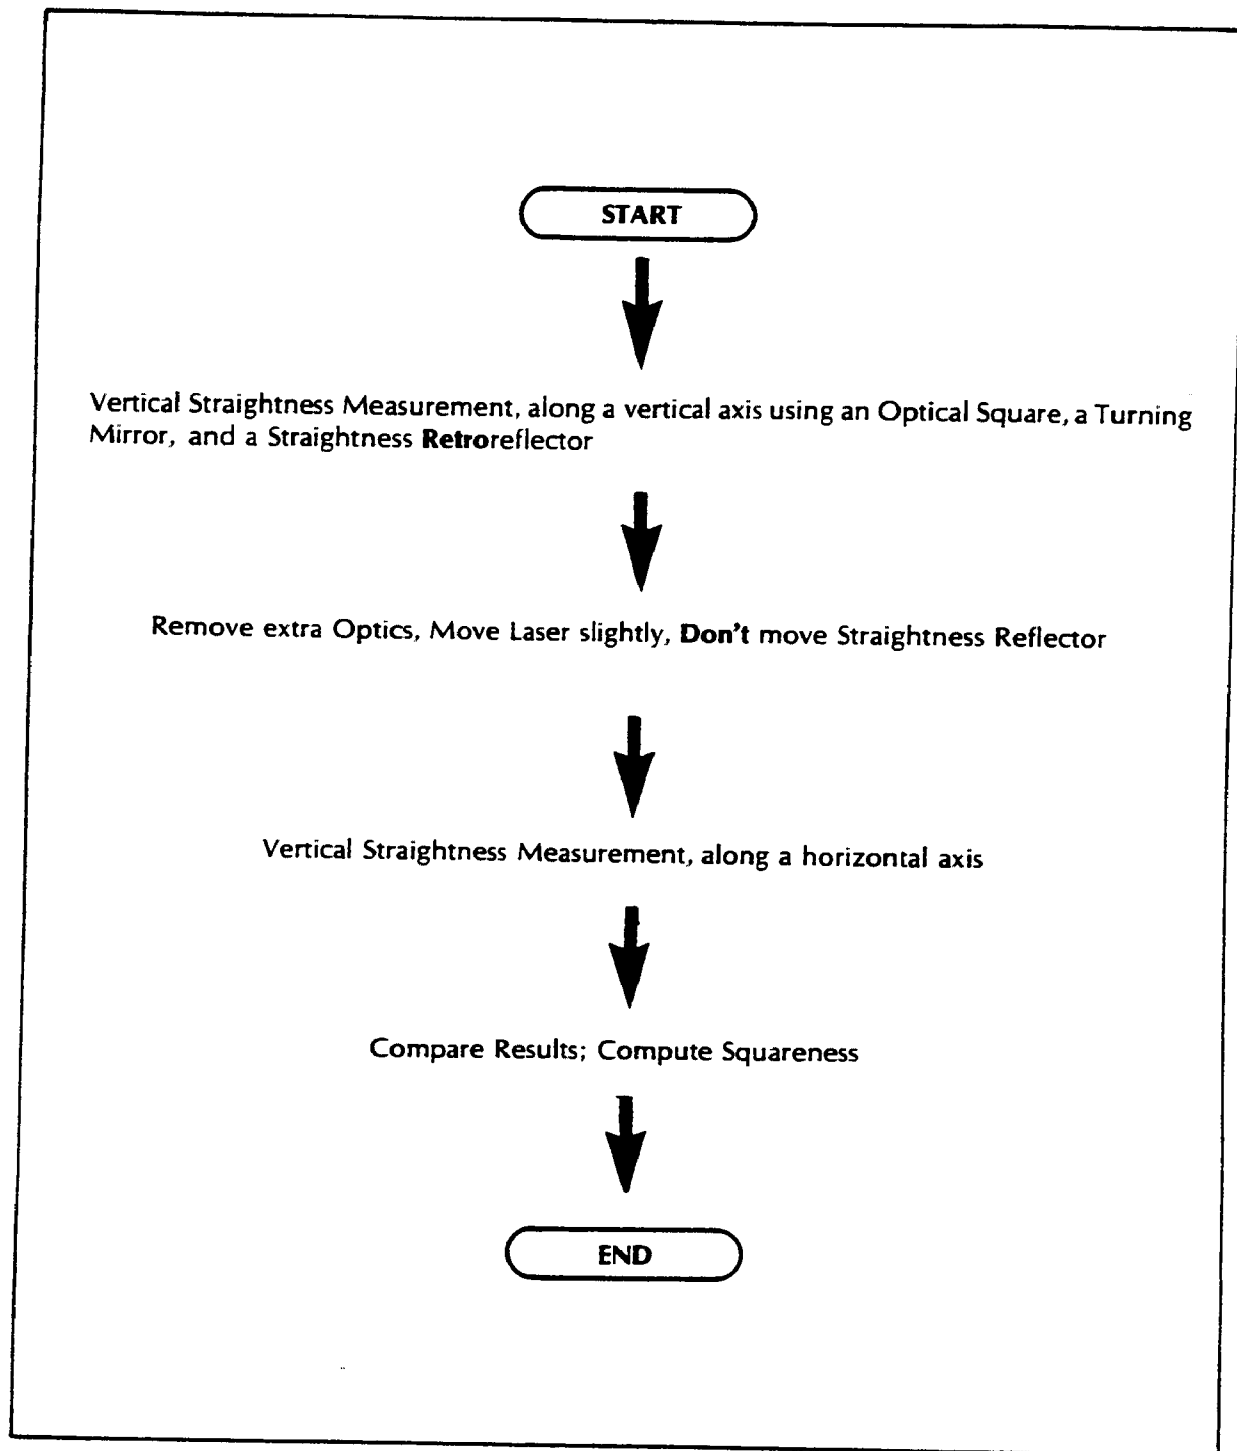 START
Vertical Straightness Measurement, along a vertical axis using an Optical Square, a Turning
Mirror, and a Straightness Retroreflector
Remove extra Optics, Move Laser slightly, Don't move Straightness Reflector
Vertical Straightness Measurement, along a horizontal axis
Compare Results; Compute Squareness
END